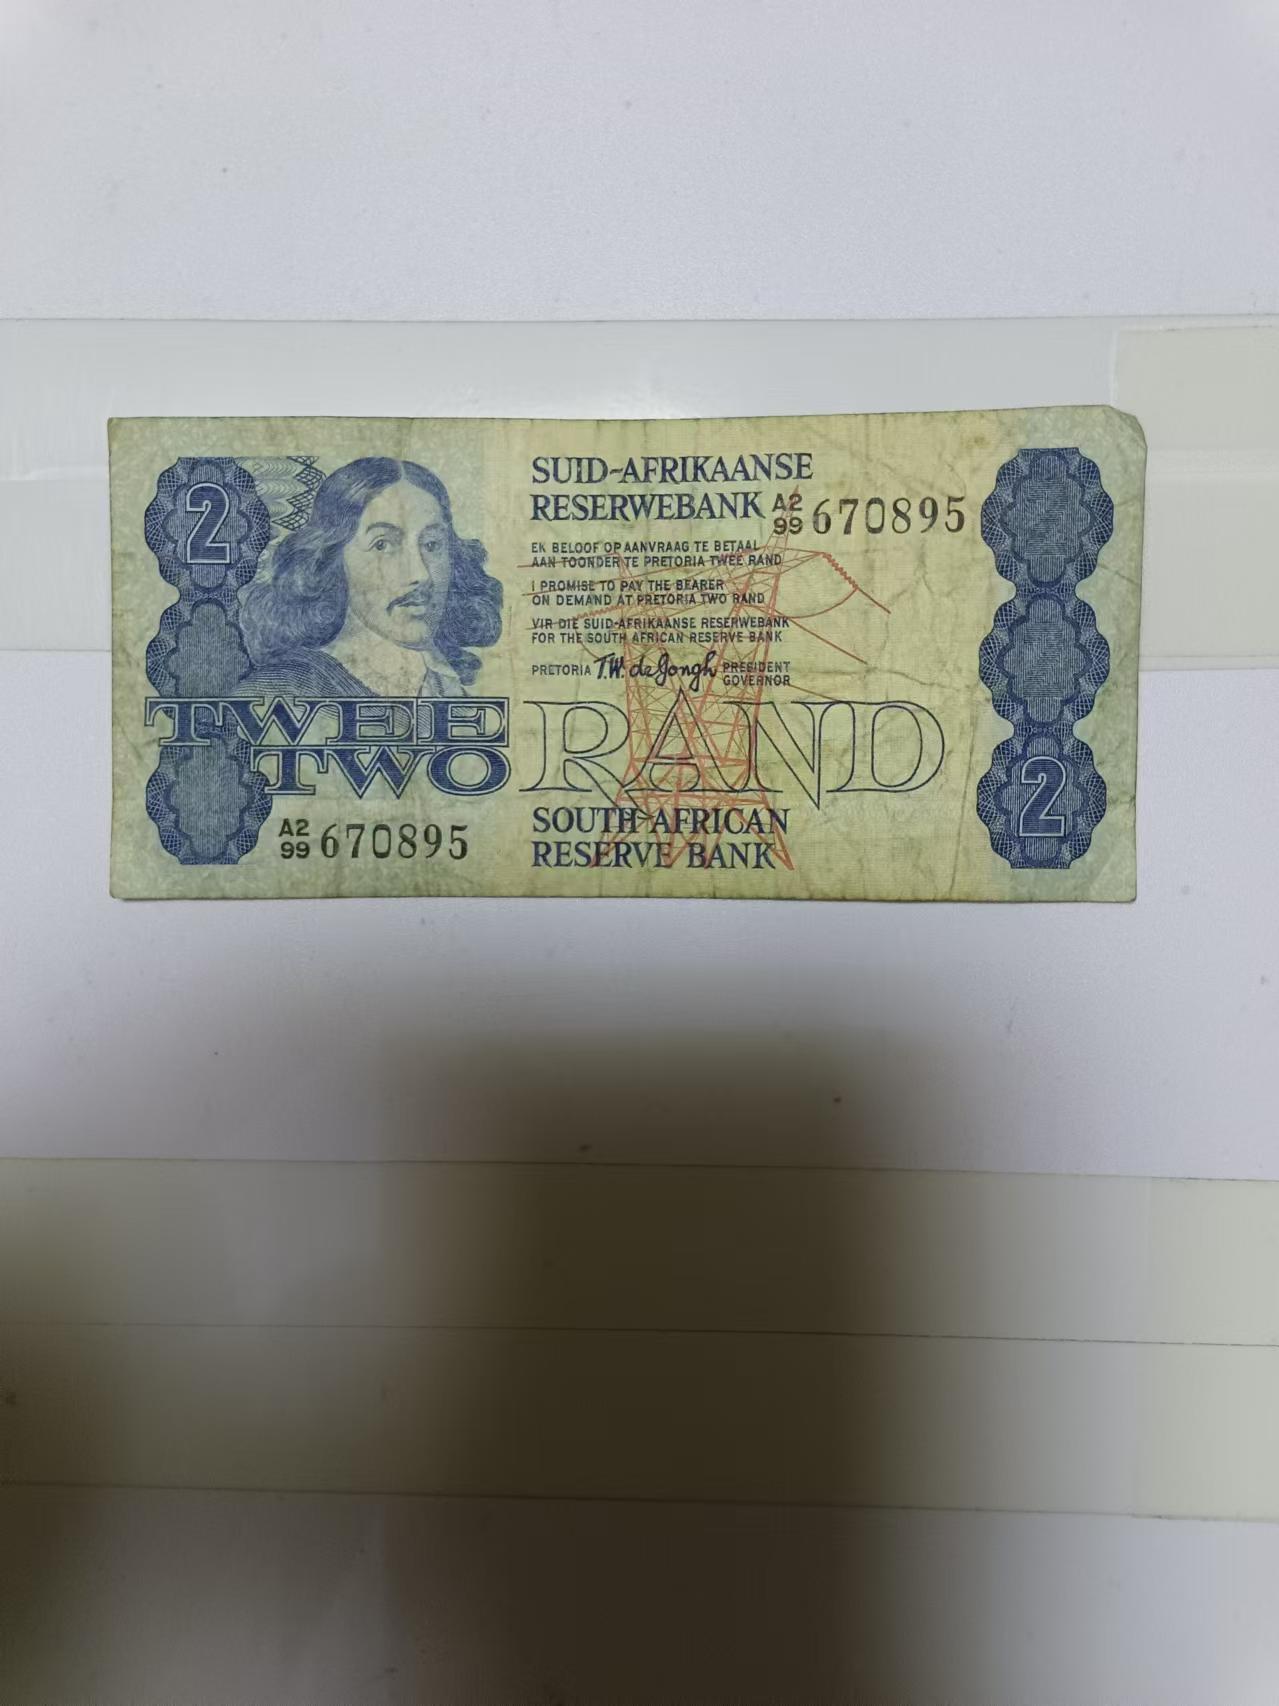 2
SUID-AFRIKAANSE
RESERWEBANK A2/99 670895
EK BELOOF OP AANVRAAG TE BETAAL
AAN TOONDER TE PRETORIA TWEE RAND
I PROMISE TO PAY THE BEARER
ON DEMAND AT PRETORIA TWO RAND
VIR DIE SUID-AFRIKAANSE RESERWEBANK
FOR THE SOUTH AFRICAN RESERVE BANK
PRETORIA T.W. de Jongh PRESIDENT
GOVERNOR
TWEE
TWO RAND
SOUTH AFRICAN
RESERVE BANK
A2/99 670895
2